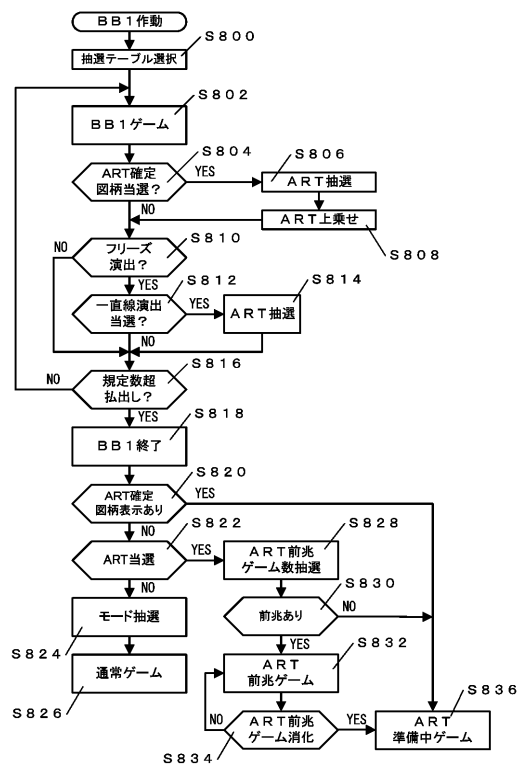 BB1作動
S800
抽選テーブル選択
S802
BB1ゲーム
S804
ART確定
図柄当選?
YES
NO
S806
ART抽選
ART上乗せ
S808
S810
フリーズ
演出?
NO
YES
S812
一直線演出
当選?
YES
NO
S814
ART抽選
S816
規定数超
払出し?
NO
YES
S818
BB1終了
S820
ART確定
図柄表示あり
YES
NO
S822
ART当選
YES
NO
S828
ART前兆
ゲーム数抽選
S830
前兆あり
NO
YES
モード抽選
S824
通常ゲーム
S826
S832
ART
前兆ゲーム
ART前兆
ゲーム消化
NO
YES
S834
S836
ART
準備中ゲーム